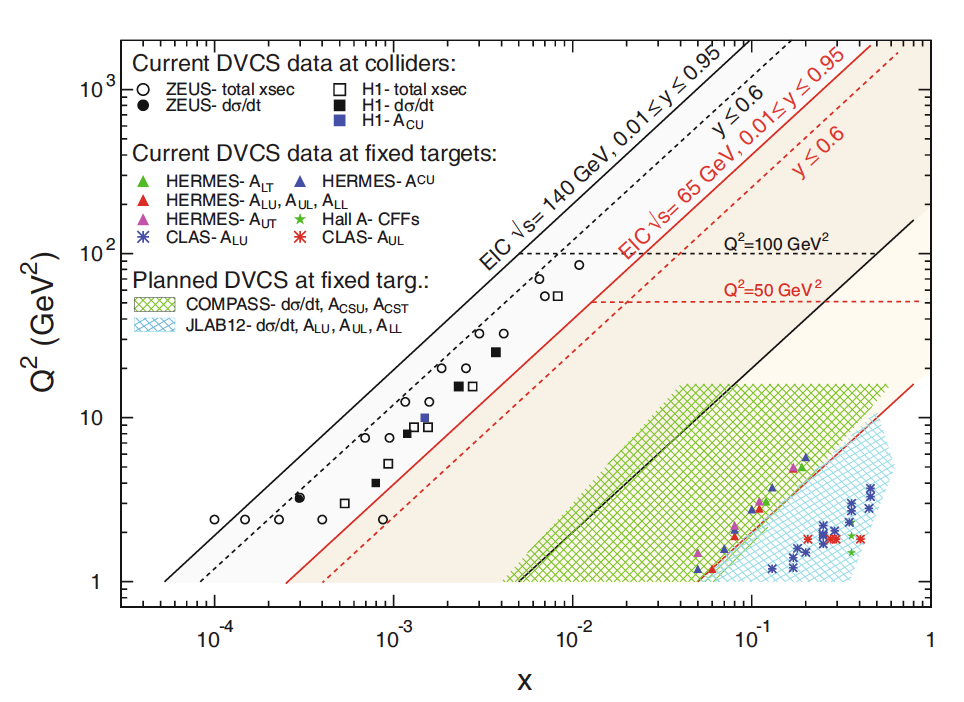 Current DVCS data at colliders:
ZEUS- total xsec H1- total xsec
ZEUS- dσ/dt H1- dσ/dt
H1- A_CU
Current DVCS data at fixed targets:
HERMES- A_LT HERMES- A^CU
HERMES- A_LU, A_UL, A_LL
HERMES- A_UT Hall A- CFFs
CLAS- A_LU CLAS- A_UL
Planned DVCS at fixed targ.:
COMPASS- dσ/dt, A_CSU, A_CST
JLAB12- dσ/dt, A_LU, A_UL, A_LL
EIC √s= 140 GeV, 0.01≤ y ≤ 0.95
y ≤ 0.6
EIC √s= 65 GeV, 0.01≤ y ≤ 0.95
y ≤ 0.6
Q²=100 GeV²
Q²=50 GeV²
Q² (GeV²)
10³
10²
10
1
10⁻⁴ 10⁻³ 10⁻² 10⁻¹ 1
x